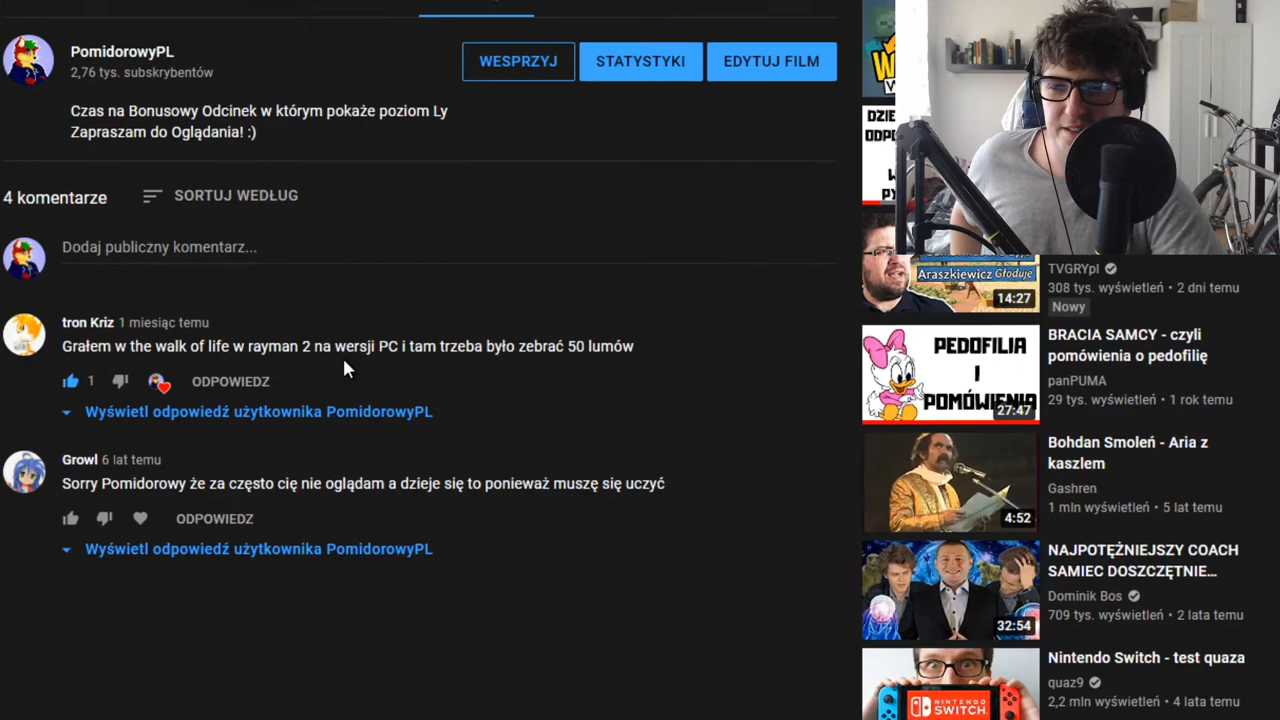 PomidorowyPL
2,76 tys. subskrybentów
WESPRZYJ
STATYSTYKI
EDYTUJ FILM
Czas na Bonusowy Odcinek w którym pokaże poziom Ly
Zapraszam do Oglądania! :)
4 komentarze
SORTUJ WEDŁUG
Dodaj publiczny komentarz...
tron Kriz 1 miesiąc temu
Grałem w the walk of life w rayman 2 na wersji PC i tam trzeba było zebrać 50 lumów
1
ODPOWIEDZ
Wyświetl odpowiedź użytkownika PomidorowyPL
Growl 6 lat temu
Sorry Pomidorowy że za często cię nie oglądam a dzieje się to ponieważ muszę się uczyć
ODPOWIEDZ
Wyświetl odpowiedź użytkownika PomidorowyPL
Araszkiewicz Głoduje
14:27
TVGRYpl
308 tys. wyświetleń • 2 dni temu
Nowy
PEDOFILIA
I
POMÓWIENIA
27:47
BRACIA SAMCY - czyli
pomówienia o pedofilię
panPUMA
29 tys. wyświetleń • 1 rok temu
4:52
Bohdan Smoleń - Aria z
kaszlem
Gashren
1 mln wyświetleń • 5 lat temu
32:54
NAJPOTĘŻNIEJSZY COACH
SAMIEC DOSZCZĘTNIE...
Dominik Bos
709 tys. wyświetleń • 2 lata temu
NINTENDO
SWITCH
Nintendo Switch - test quaza
quaz9
2,2 mln wyświetleń • 4 lata temu